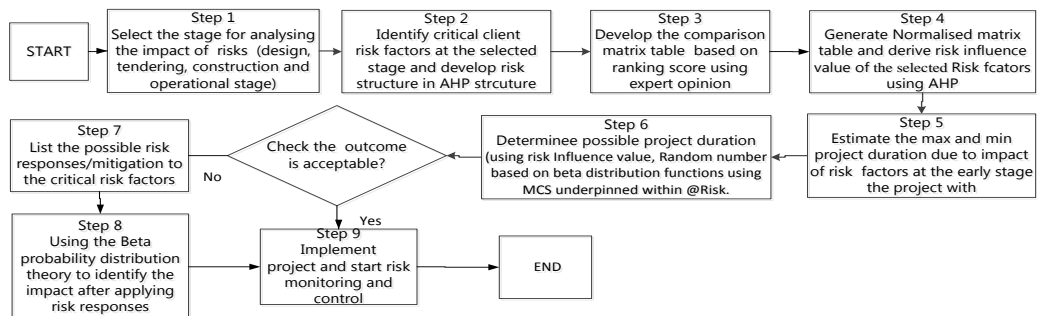 START
Step 1
Select the stage for analysing
the impact of risks (design,
tendering, construction and
operational stage)
Step 2
Identify critical client
risk factors at the selected
stage and develop risk
structure in AHP strcuture
Step 3
Develop the comparison
matrix table based on
ranking score using
expert opinion
Step 4
Generate Normalised matrix
table and derive risk influence
value of the selected Risk fcators
using AHP
Step 5
Estimate the max and min
project duration due to impact
of risk factors at the early stage
the project with
Step 6
Determinee possible project duration
(using risk Influence value, Random number
based on beta distribution functions using
MCS underpinned within @Risk.
Check the outcome
is acceptable?
No
Yes
Step 7
List the possible risk
responses/mitigation to
the critical risk factors
Step 8
Using the Beta
probability distribution
theory to identify the
impact after applying
risk responses
Step 9
Implement
project and start risk
monitoring and
control
END